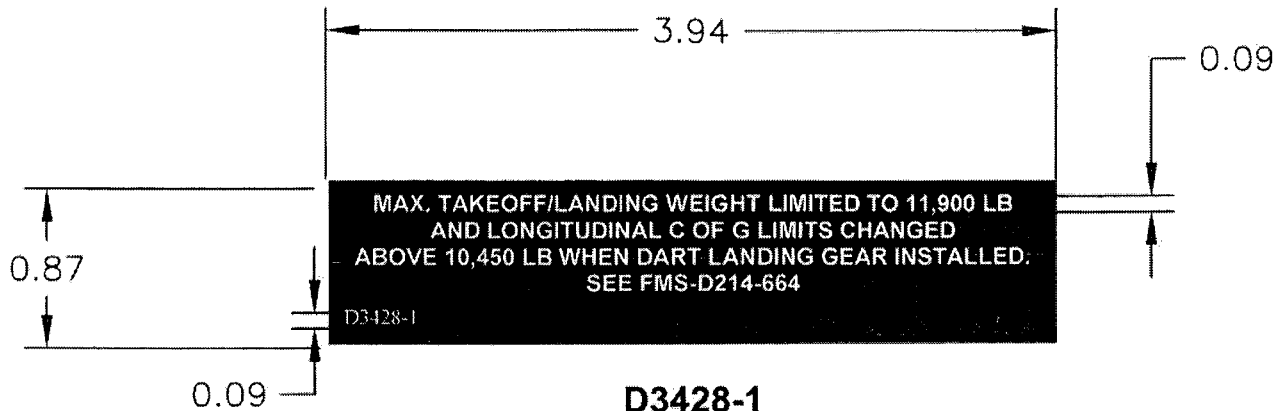 3.94
0.09
MAX. TAKEOFF/LANDING WEIGHT LIMITED TO 11,900 LB
AND LONGITUDINAL C OF G LIMITS CHANGED
ABOVE 10,450 LB WHEN DART LANDING GEAR INSTALLED.
SEE FMS-D214-664
0.87
D3428-1
0.09
D3428-1